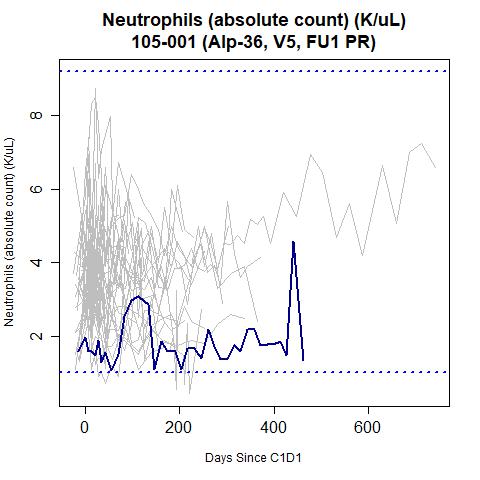 Neutrophils (absolute count) (K/uL)
105-001 (Alp-36, V5, FU1 PR)
Neutrophils (absolute count) (K/uL)
8
6
4
2
0 200 400 600
Days Since C1D1